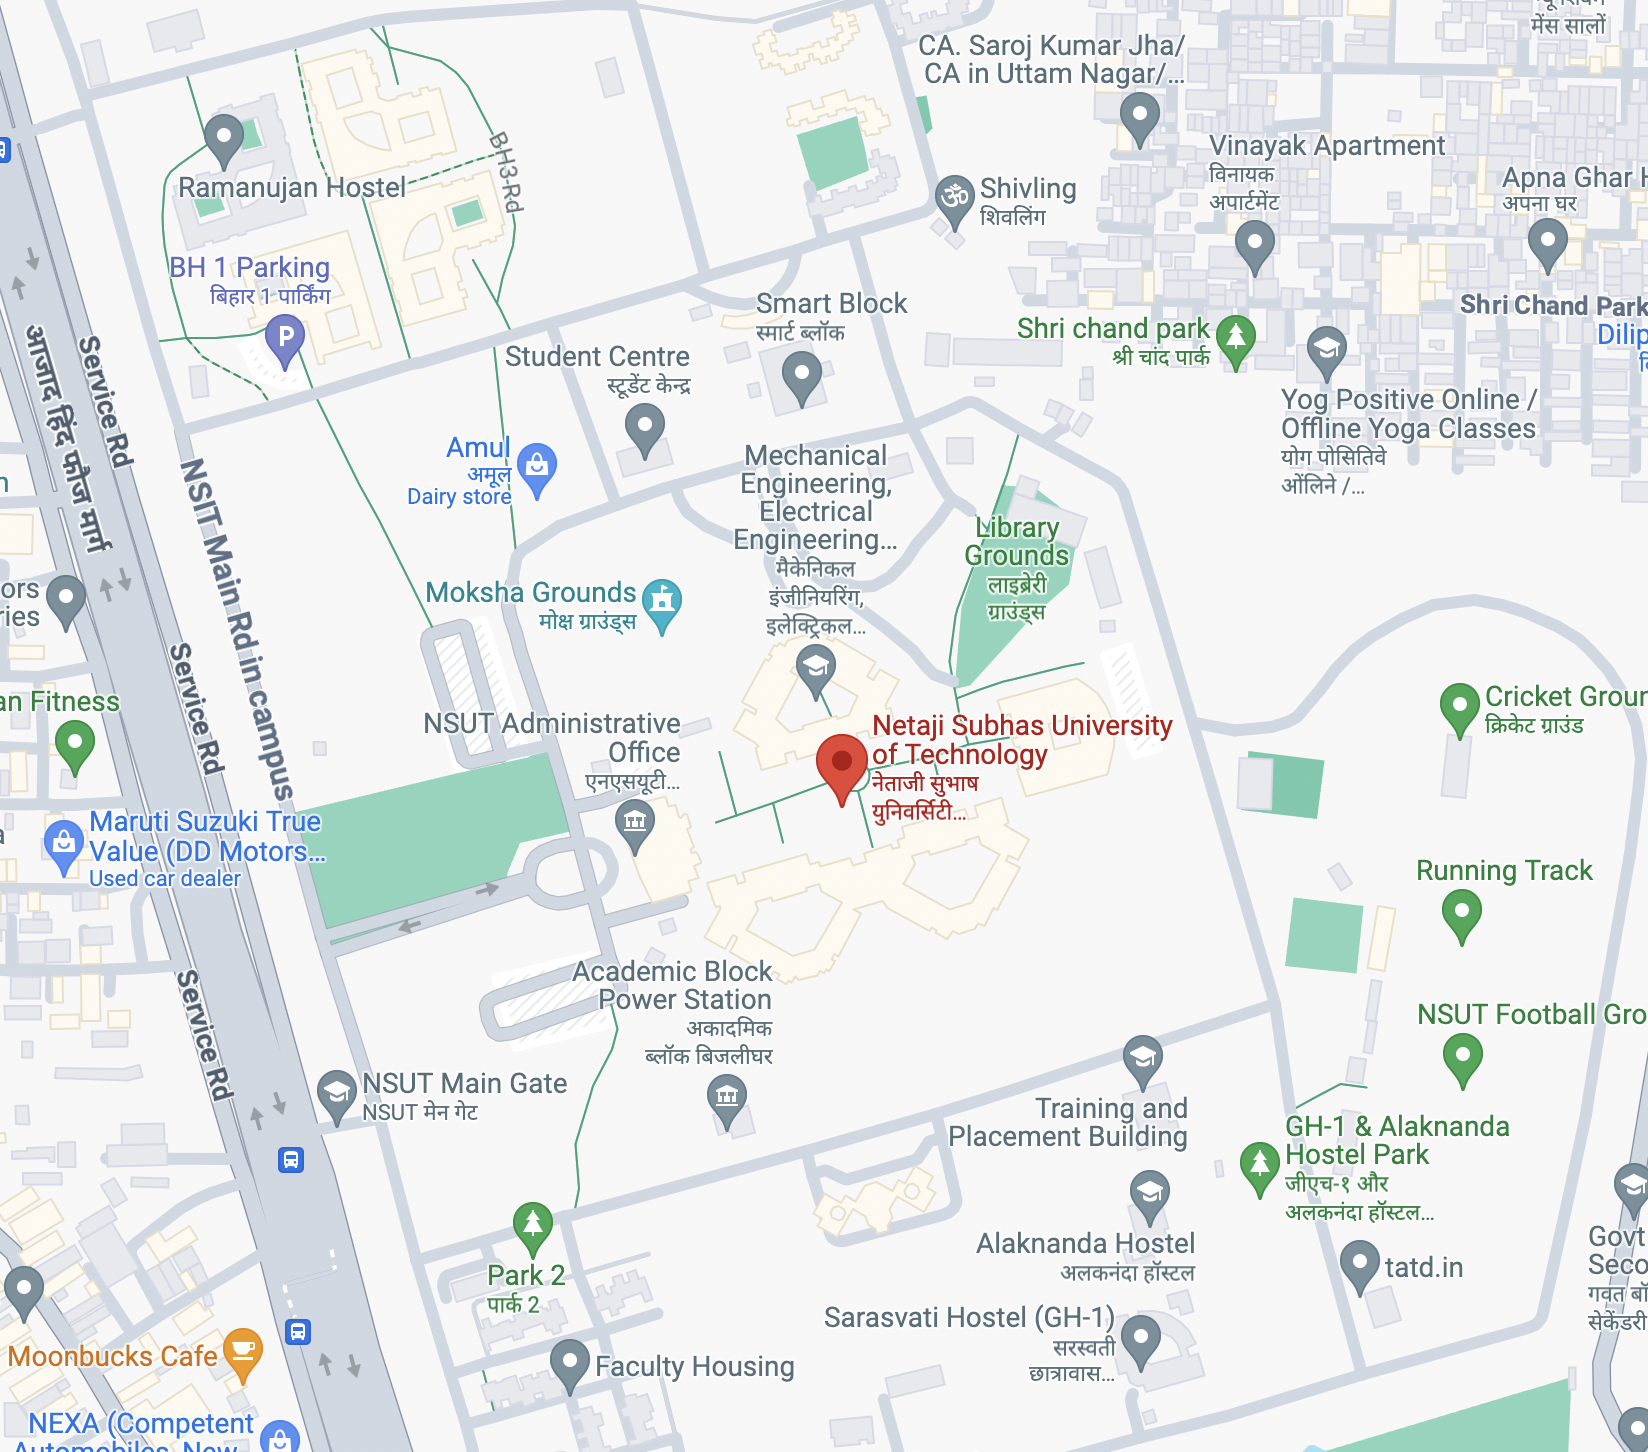 मेंस सालों
CA. Saroj Kumar Jha/
CA in Uttam Nagar/...
Vinayak Apartment
विनायक
अपार्टमेंट
Apna Ghar H
अपना घर
Shivling
शिवलिंग
Ramanujan Hostel
BH3-Rd
BH 1 Parking
बिहार 1 पार्किंग
P
Smart Block
स्मार्ट ब्लॉक
Student Centre
स्टूडेंट केन्द्र
Shri chand park
श्री चांद पार्क
Shri Chand Park
Dilip
Yog Positive Online /
Offline Yoga Classes
योग पोसितिवे
ओंलिने /...
Service Rd
आजाद हिंद फौज मार्ग
NSIT Main Rd in campus
Amul
अमूल
Dairy store
Mechanical
Engineering,
Electrical
Engineering...
मैकेनिकल
इंजीनियरिंग,
इलेक्ट्रिकल...
Library
Grounds
लाइब्रेरी
ग्राउंड्स
Moksha Grounds
मोक्ष ग्राउंड्स
ors
ries
Service Rd
an Fitness
NSUT Administrative
Office
एनएसयूटी...
Netaji Subhas University
of Technology
नेताजी सुभाष
युनिवर्सिटी...
Cricket Groun
क्रिकेट ग्राउंड
Maruti Suzuki True
Value (DD Motors...
Used car dealer
Running Track
Service Rd
Academic Block
Power Station
अकादमिक
ब्लॉक बिजलीघर
NSUT Football Gro
NSUT Main Gate
NSUT मेन गेट
Training and
Placement Building
GH-1 & Alaknanda
Hostel Park
जीएच-१ और
अलकनंदा हॉस्टल...
Alaknanda Hostel
अलकनंदा हॉस्टल
tatd.in
Govt
Seco
गवत बॉ
सेकेंडरी
Park 2
पार्क 2
Sarasvati Hostel (GH-1)
सरस्वती
छात्रावास...
Moonbucks Cafe
Faculty Housing
NEXA (Competent
Automobiles, New